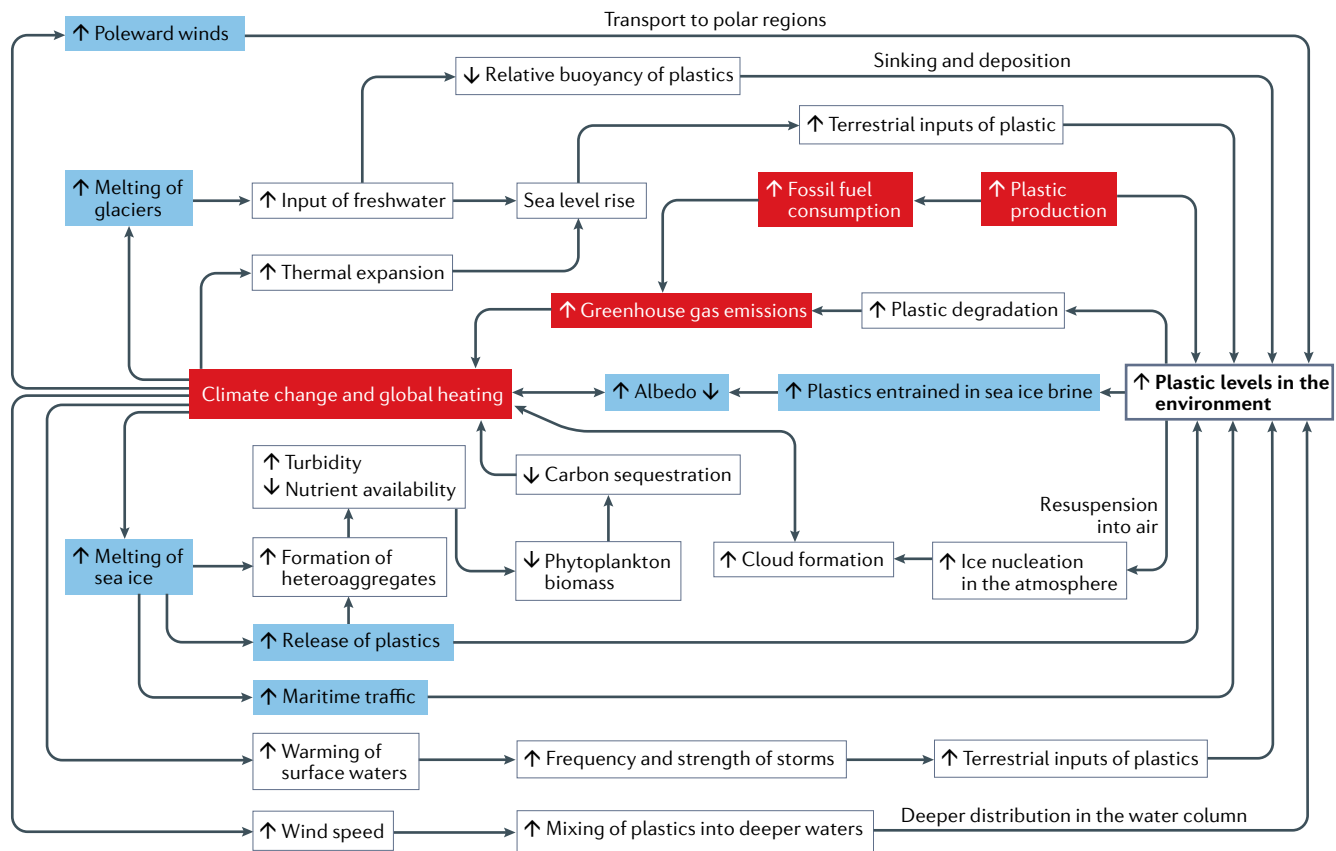 ↑ Poleward winds
Transport to polar regions
↓ Relative buoyancy of plastics
Sinking and deposition
↑ Terrestrial inputs of plastic
↑ Melting of
glaciers
↑ Input of freshwater
Sea level rise
↑ Fossil fuel
consumption
↑ Plastic
production
↑ Thermal expansion
↑ Greenhouse gas emissions
↑ Plastic degradation
Climate change and global heating
↑ Albedo ↓
↑ Plastics entrained in sea ice brine
↑ Plastic levels in the
environment
↑ Turbidity
↓ Nutrient availability
↓ Carbon sequestration
Resuspension
into air
↑ Melting of
sea ice
↑ Formation of
heteroaggregates
↓ Phytoplankton
biomass
↑ Cloud formation
↑ Ice nucleation
in the atmosphere
↑ Release of plastics
↑ Maritime traffic
↑ Warming of
surface waters
↑ Frequency and strength of storms
↑ Terrestrial inputs of plastics
↑ Wind speed
↑ Mixing of plastics into deeper waters
Deeper distribution in the water column